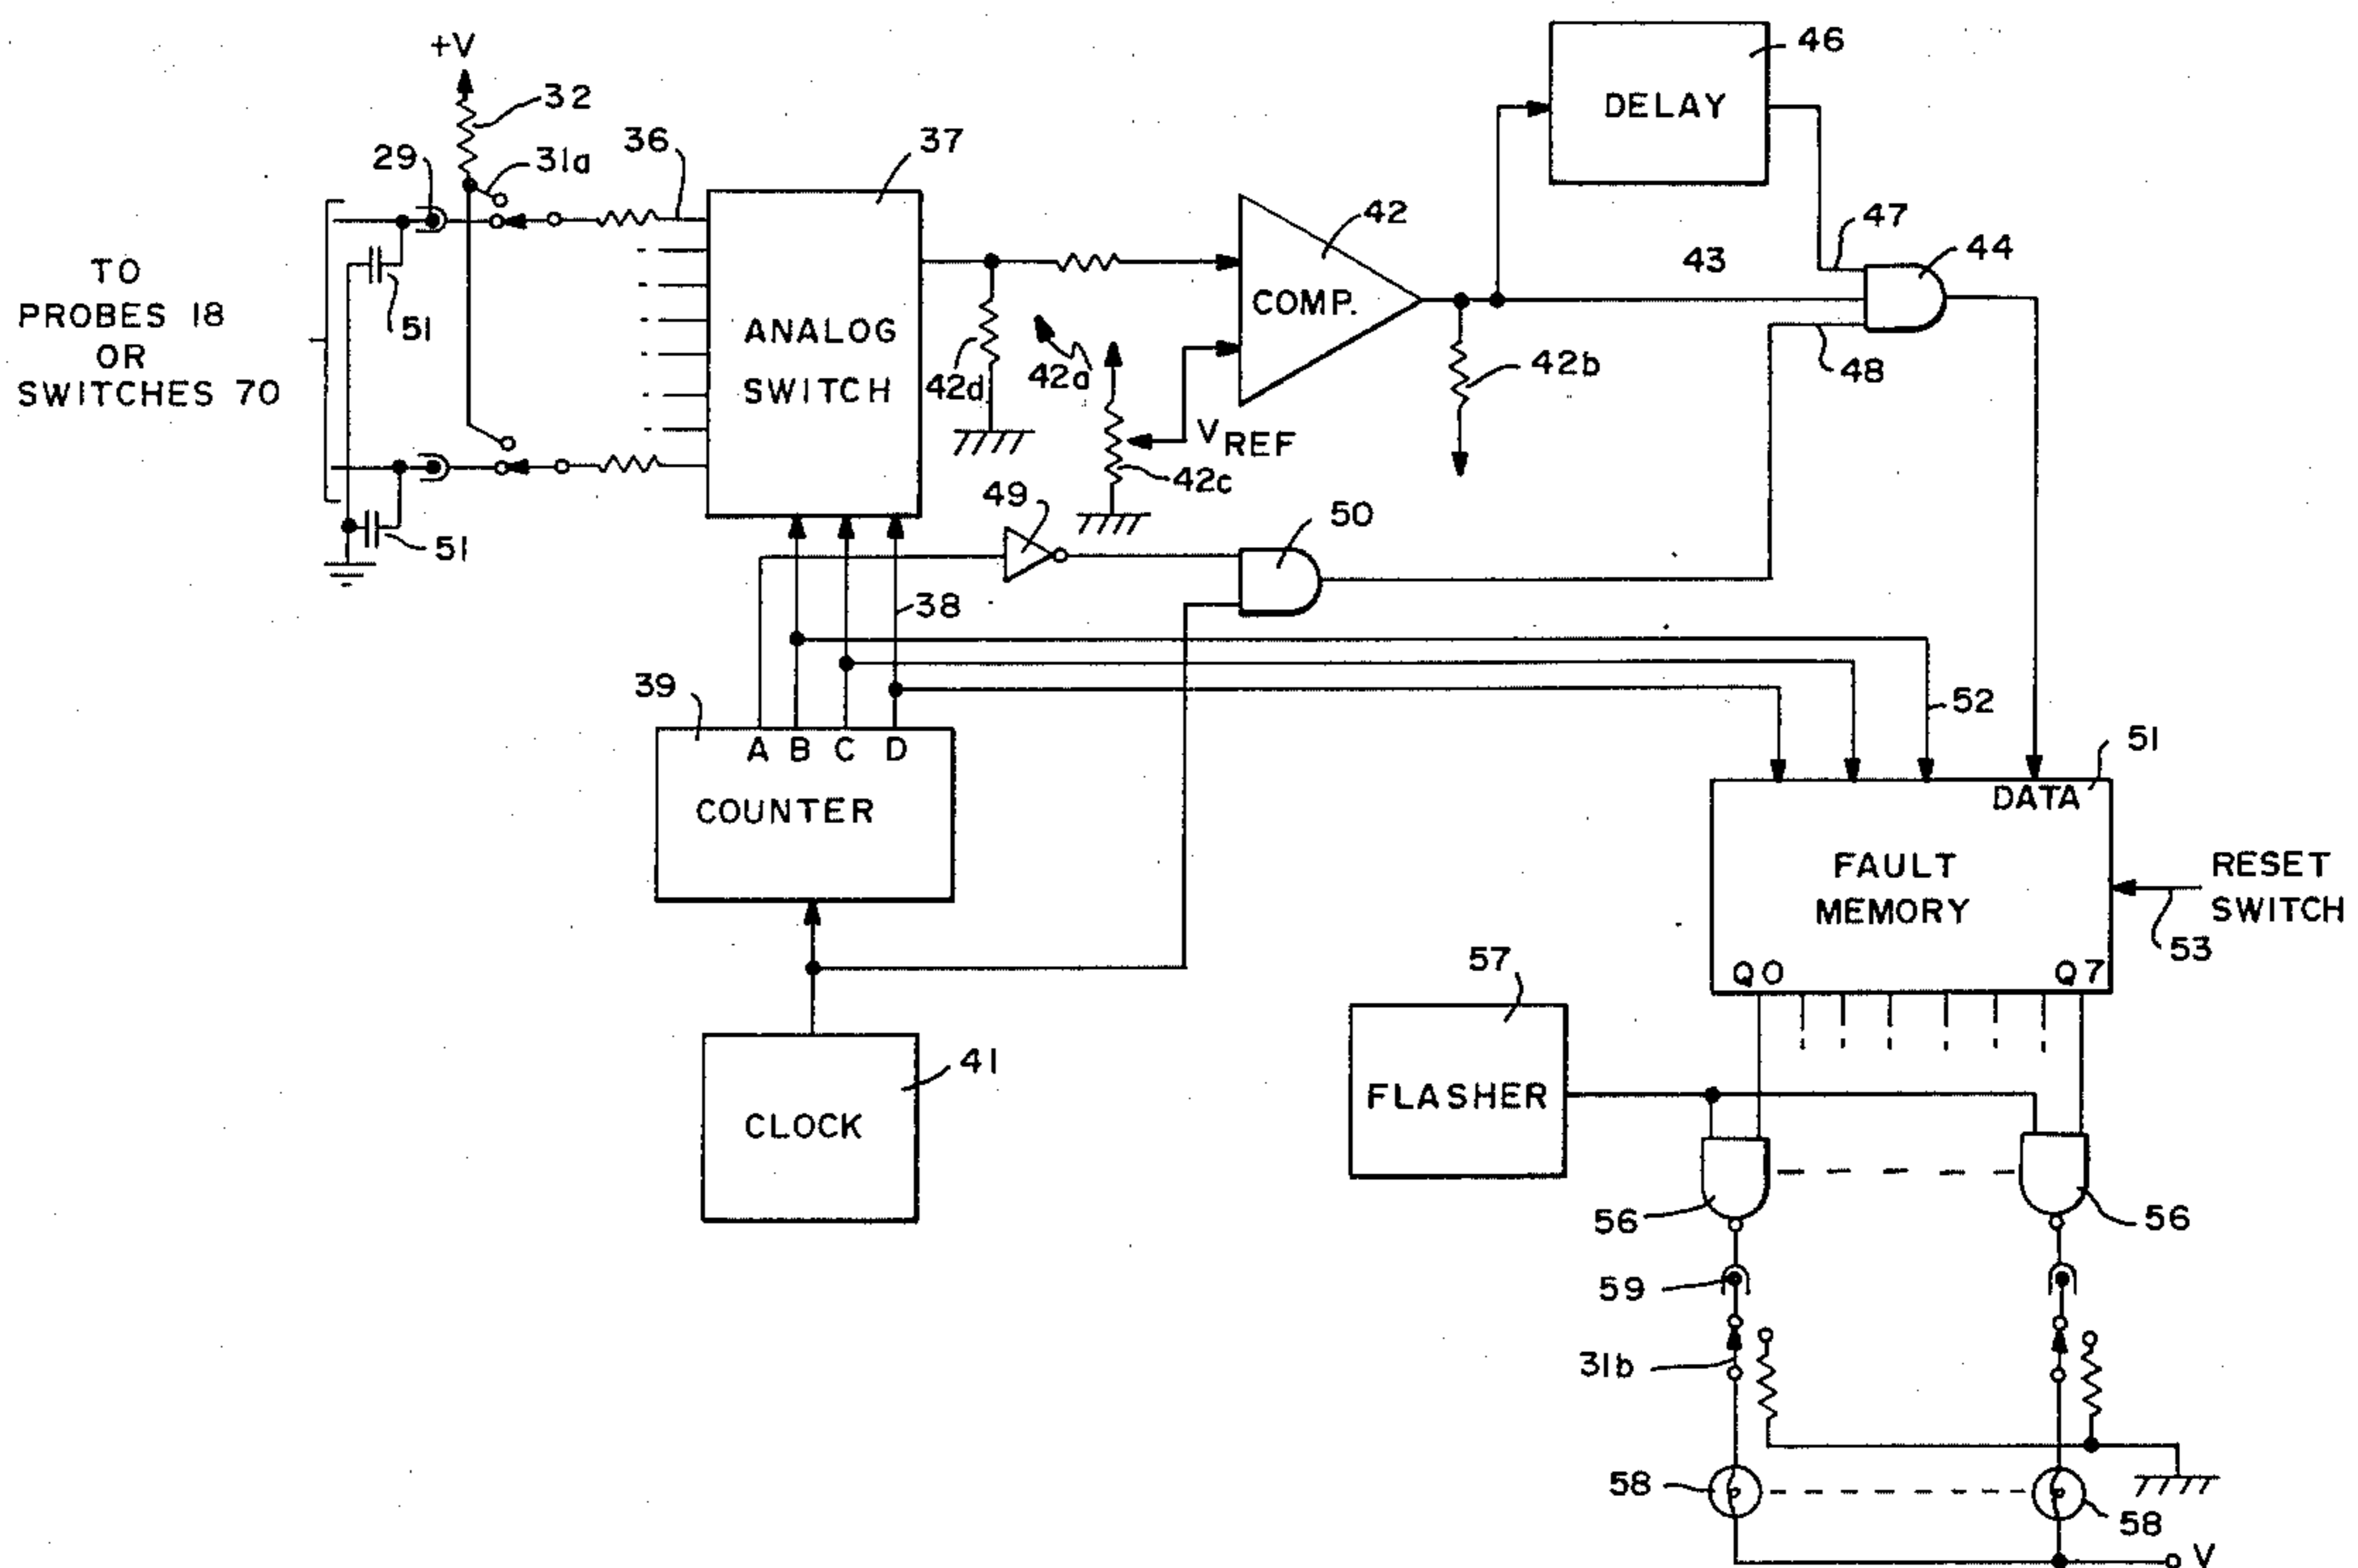 +V
32
46
DELAY
36
37
29
31a
47
44
42
43
TO
PROBES 18
OR
SWITCHES 70
51
ANALOG
SWITCH
COMP.
42d
42a
42b
48
VREF
42c
49
50
51
38
39
52
A B C D
COUNTER
51
DATA
FAULT
MEMORY
RESET
SWITCH
53
57
Q0
Q7
41
CLOCK
FLASHER
56
56
59
31b
58
58
V